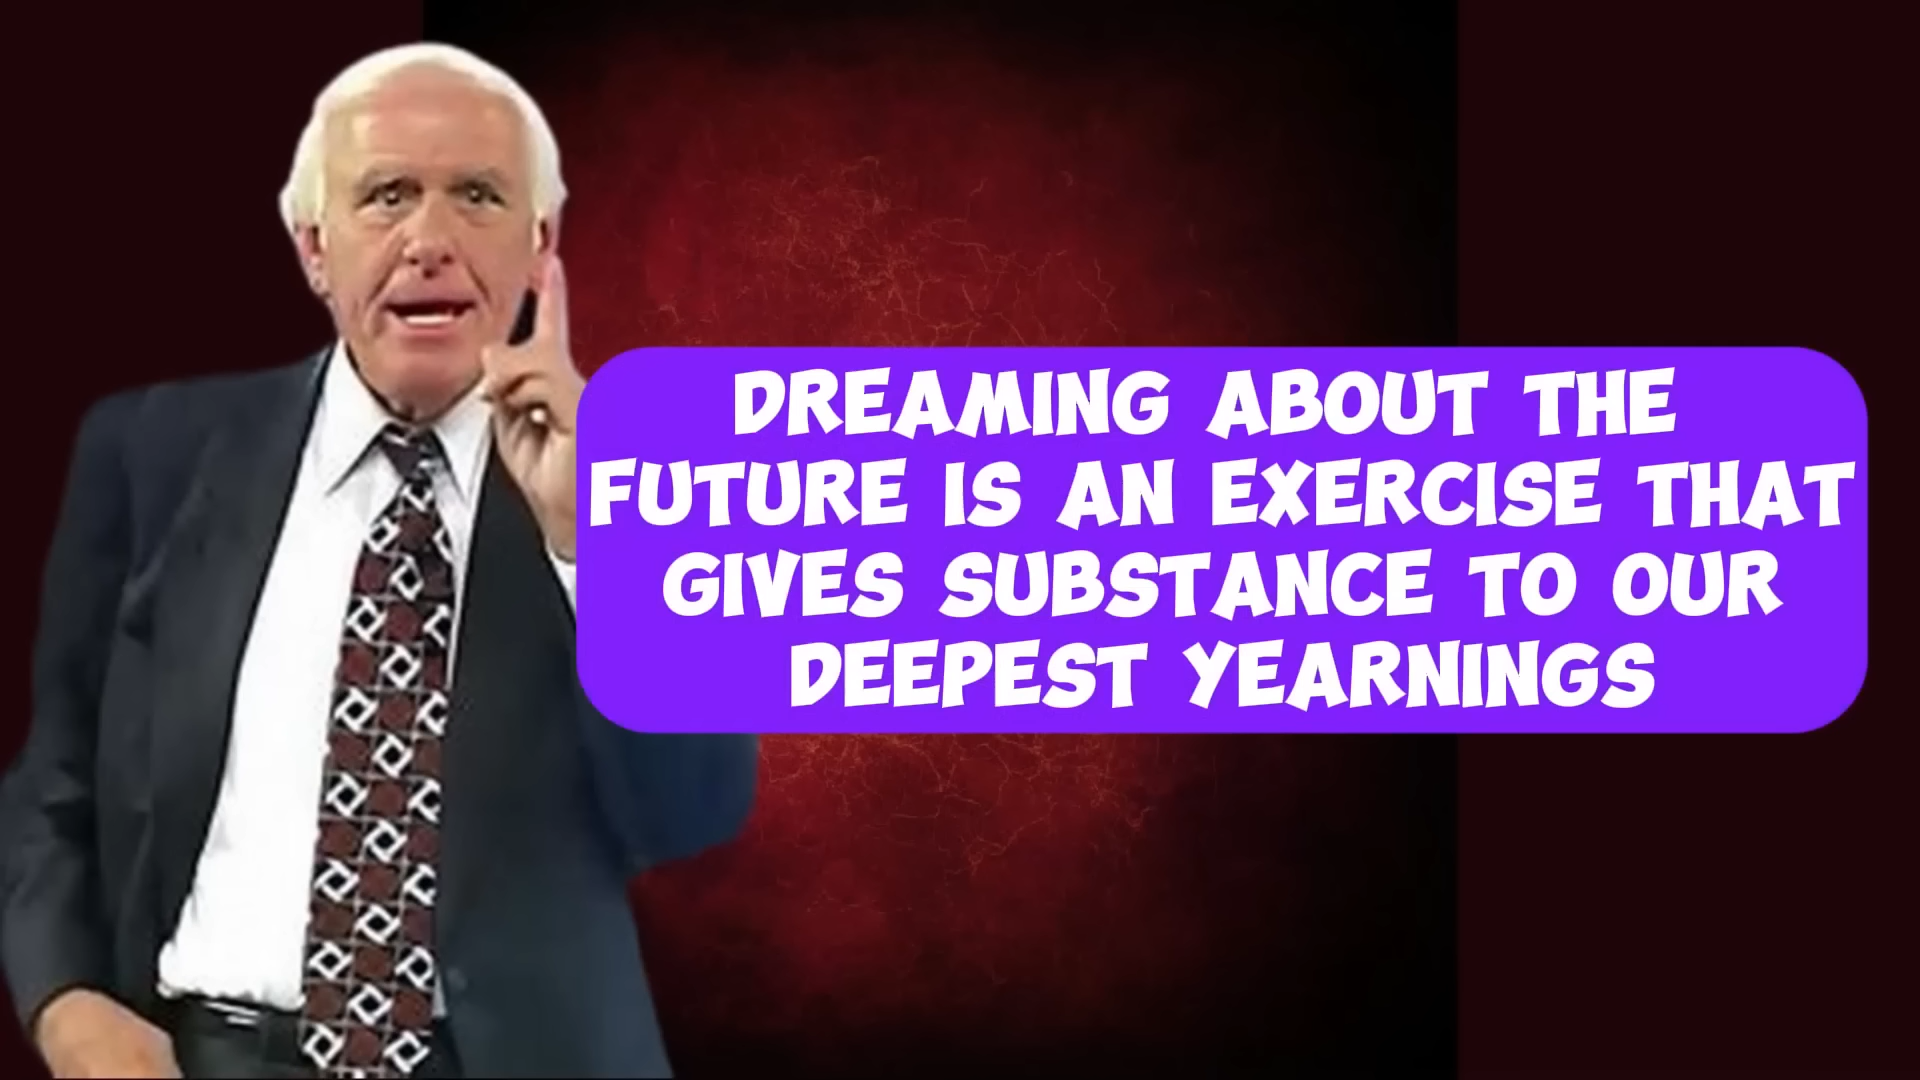 DREAMING ABOUT THE
FUTURE IS AN EXERCISE THAT
GIVES SUBSTANCE TO OUR
DEEPEST YEARNINGS